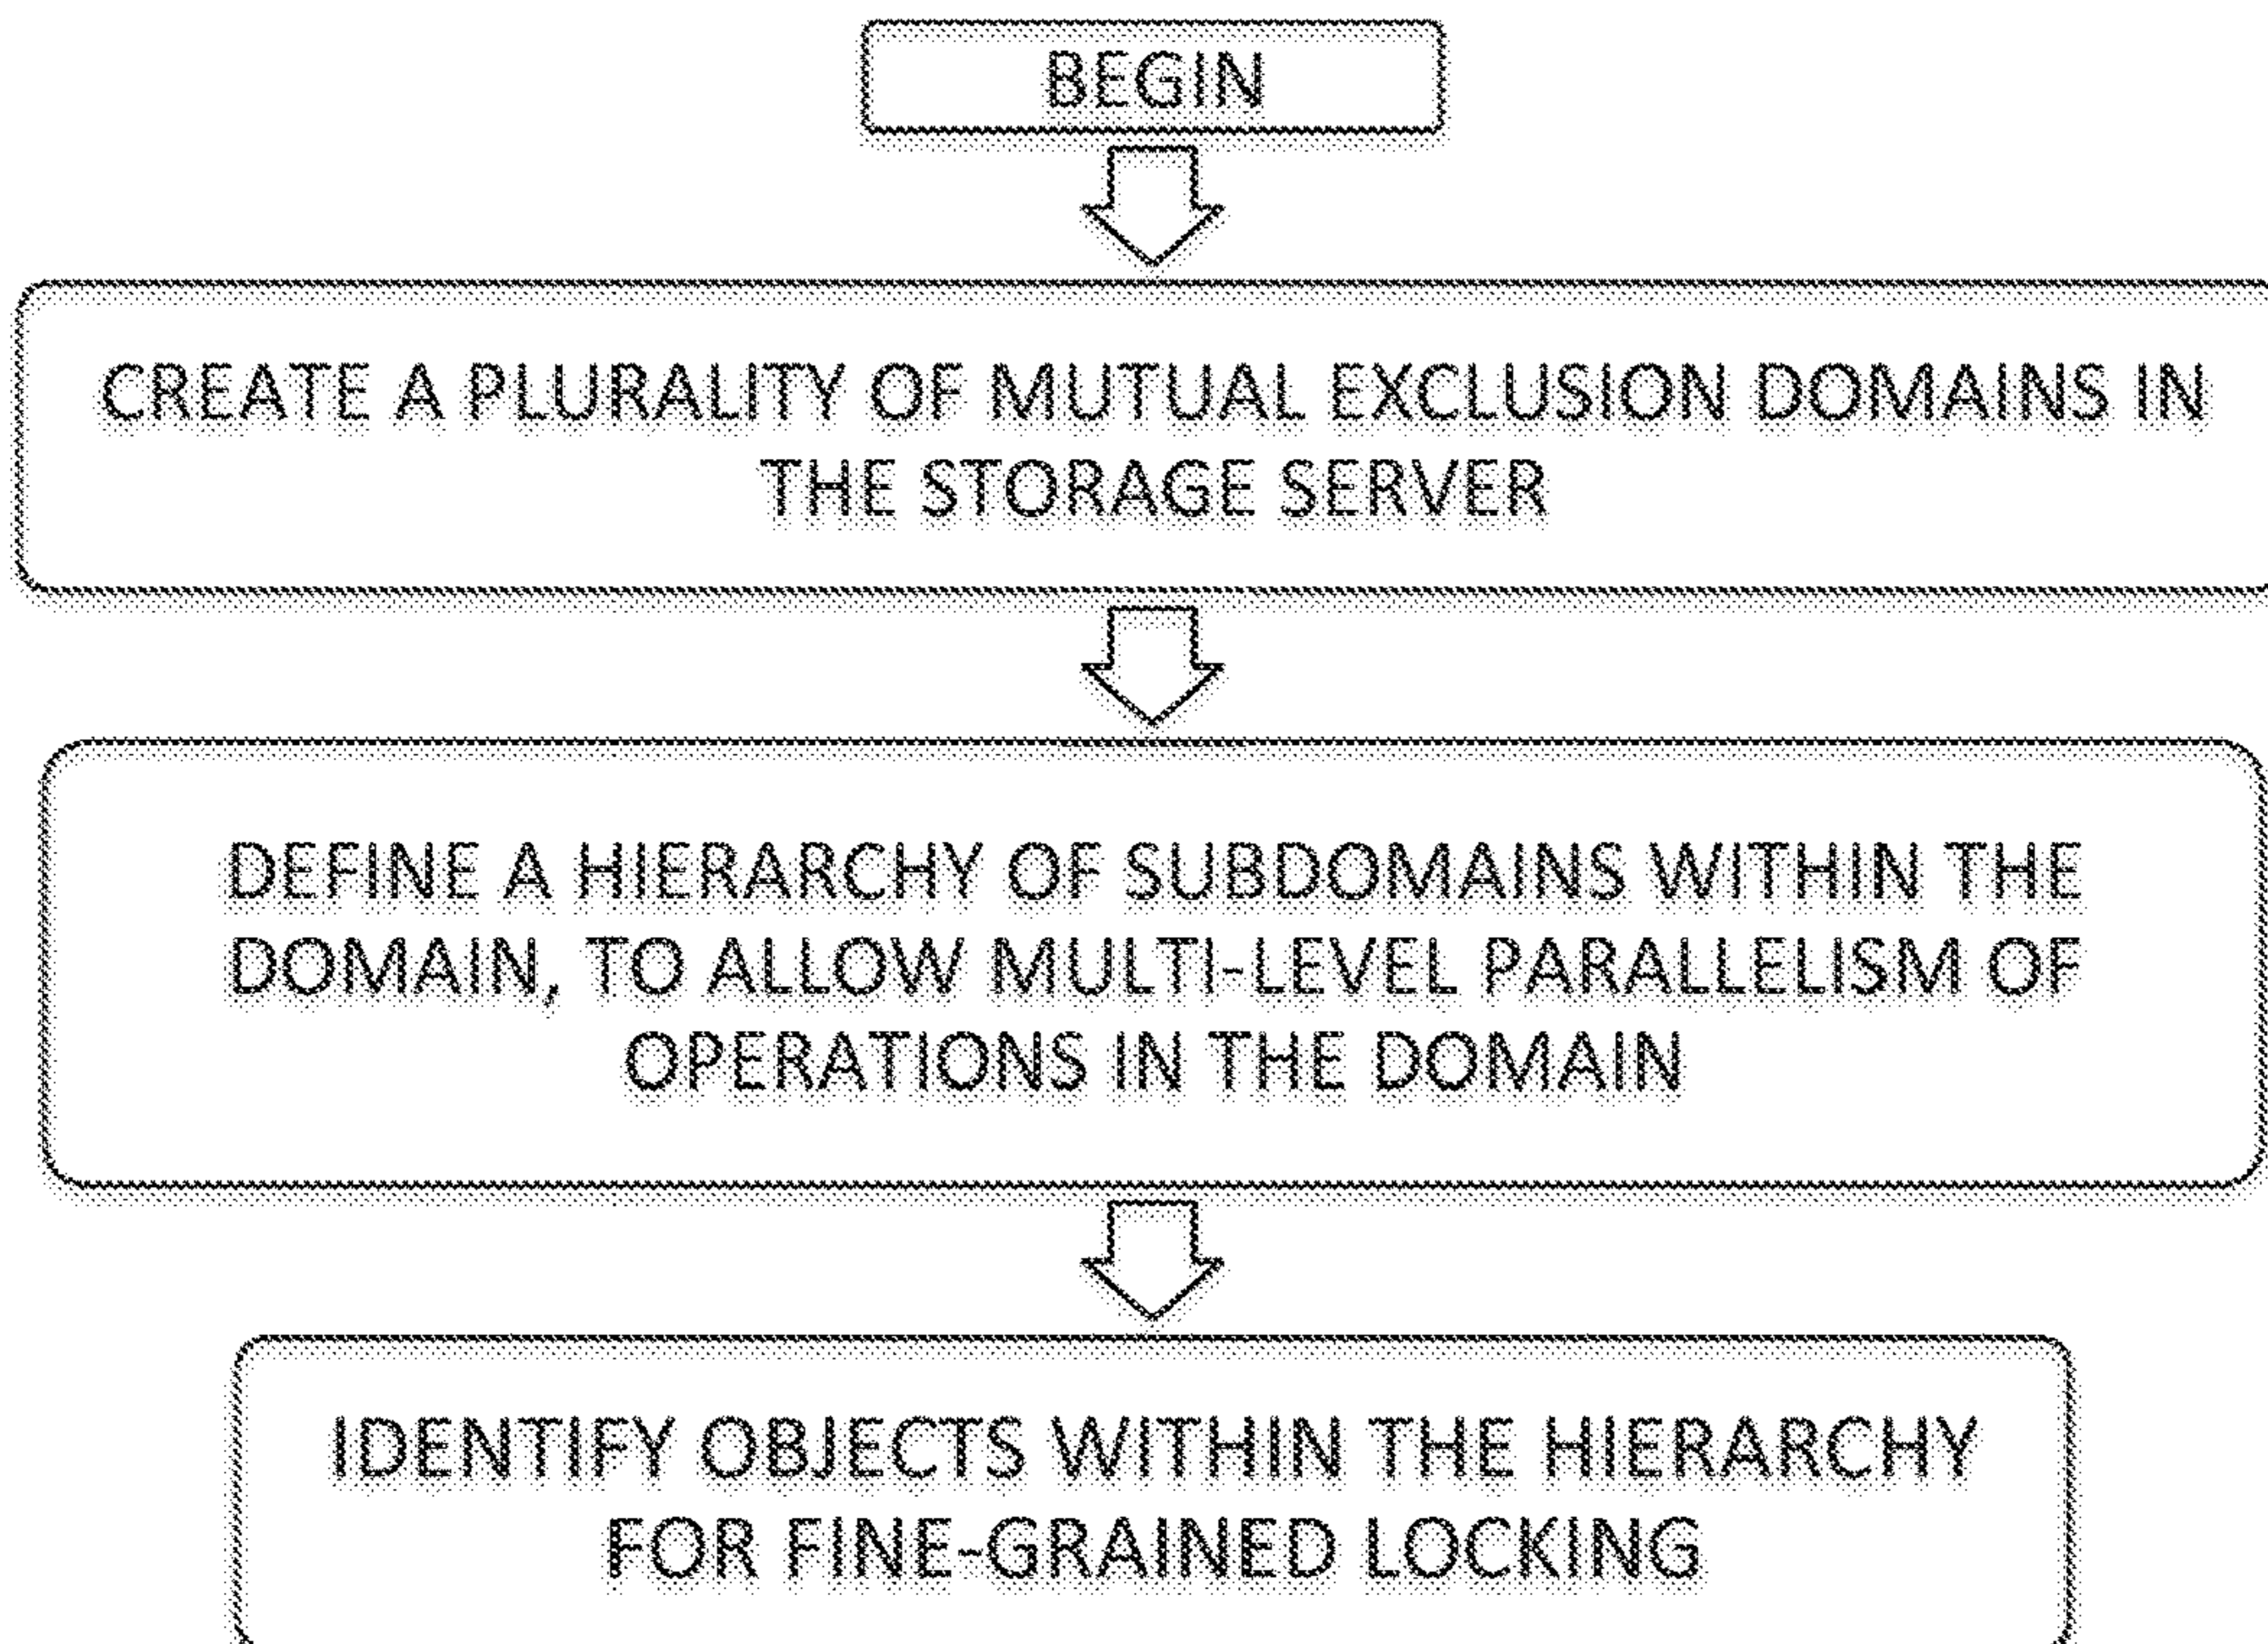 BEGIN
CREATE A PLURALITY OF MUTUAL EXCLUSION DOMAINS IN
THE STORAGE SERVER
DEFINE A HIERARCHY OF SUBDOMAINS WITHIN THE
DOMAIN, TO ALLOW MULTI-LEVEL PARALLELISM OF
OPERATIONS IN THE DOMAIN
IDENTIFY OBJECTS WITHIN THE HIERARCHY
FOR FINE-GRAINED LOCKING